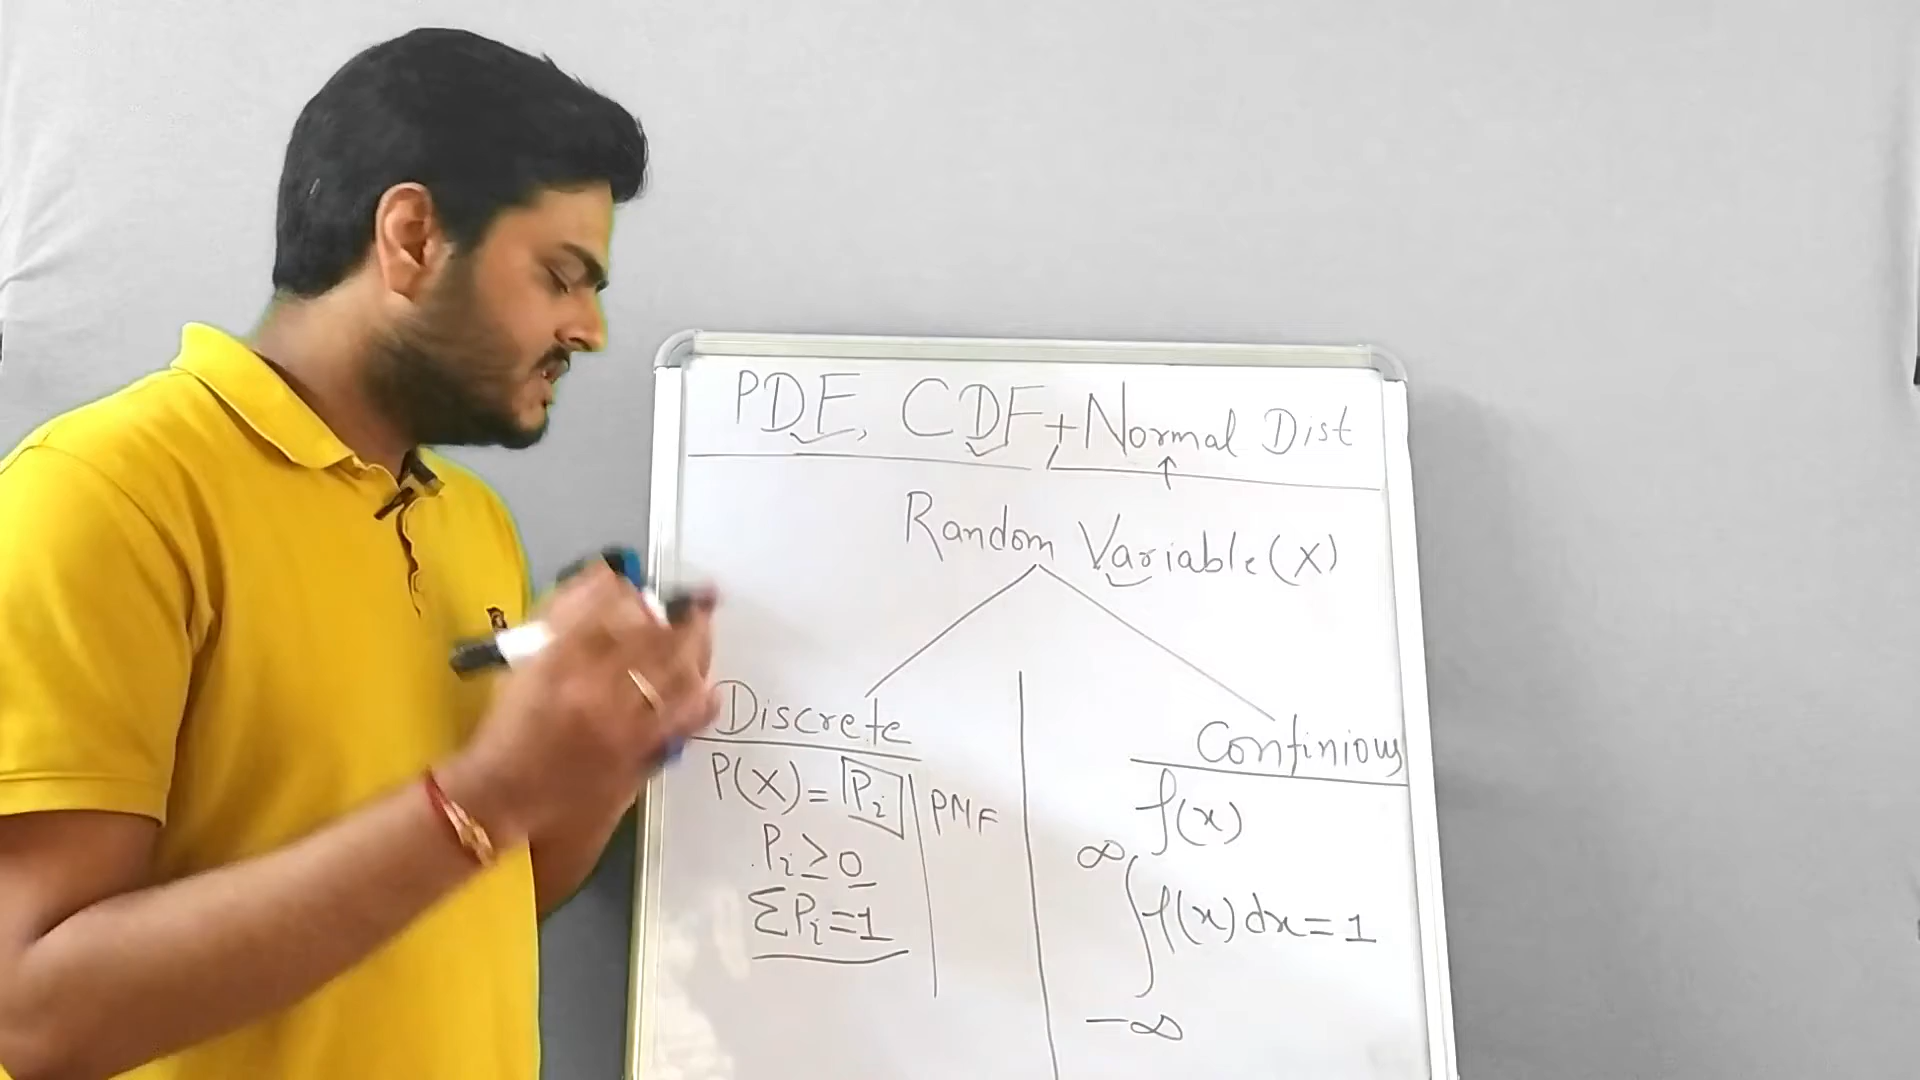 PDF, CDF + Normal Dist
Random Variable (X)
Discrete
P(X) = Pi PMF
Pi ≥ 0
ΣPi = 1
Continious
f(x)
∞
∫f(x) dx = 1
-∞